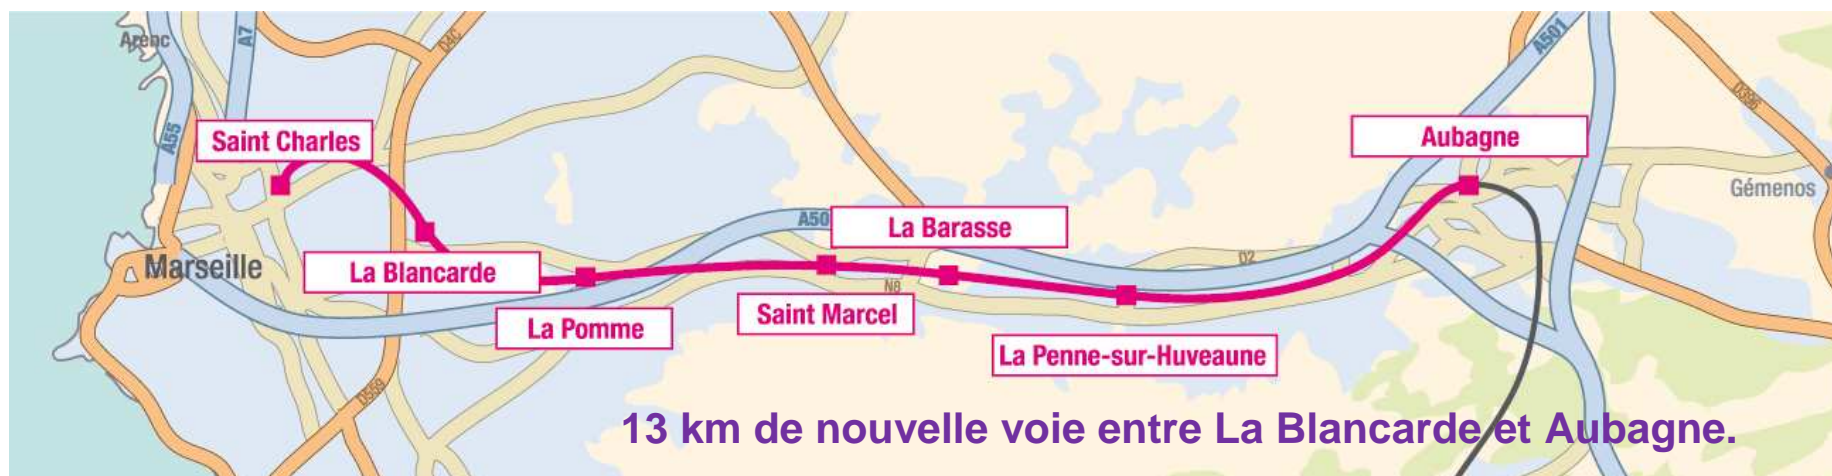 Arenc
A7
D4C
A501
D396
A55
Saint Charles
Aubagne
Gémenos
A50
La Barasse
Marseille
La Blancarde
D2
N8
La Pomme
Saint Marcel
La Penne-sur-Huveaune
D559
13 km de nouvelle voie entre La Blancarde et Aubagne.